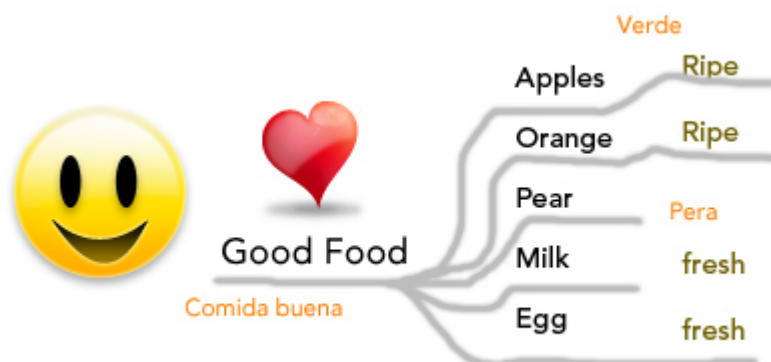 Verde
Apples Ripe
Orange Ripe
Pear Pera
Good Food
Milk fresh
Comida buena
Egg fresh